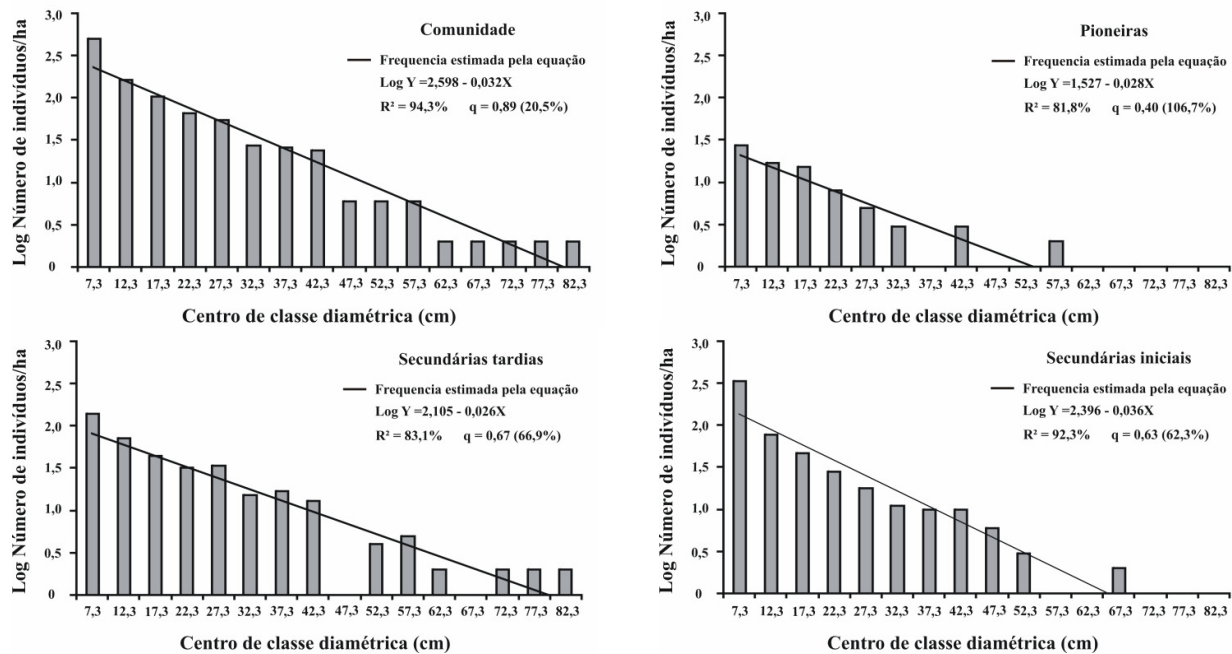 Comunidade
Frequencia estimada pela equação
Log Y =2,598 - 0,032X
R² = 94,3% q = 0,89 (20,5%)
Log Número de indivíduos/ha
3,0
2,5
2,0
1,5
1,0
0,5
0
7,3 12,3 17,3 22,3 27,3 32,3 37,3 42,3 47,3 52,3 57,3 62,3 67,3 72,3 77,3 82,3
Centro de classe diamétrica (cm)
Pioneiras
Frequencia estimada pela equação
Log Y =1,527 - 0,028X
R² = 81,8% q = 0,40 (106,7%)
Log Número de indivíduos/ha
3,0
2,5
2,0
1,5
1,0
0,5
0
7,3 12,3 17,3 22,3 27,3 32,3 37,3 42,3 47,3 52,3 57,3 62,3 67,3 72,3 77,3 82,3
Centro de classe diamétrica (cm)
Secundárias tardias
Frequencia estimada pela equação
Log Y =2,105 - 0,026X
R² = 83,1% q = 0,67 (66,9%)
Log Número de indivíduos/ha
3,0
2,5
2,0
1,5
1,0
0,5
0
7,3 12,3 17,3 22,3 27,3 32,3 37,3 42,3 47,3 52,3 57,3 62,3 67,3 72,3 77,3 82,3
Centro de classe diamétrica (cm)
Secundárias iniciais
Frequencia estimada pela equação
Log Y =2,396 - 0,036X
R² = 92,3% q = 0,63 (62,3%)
Log Número de indivíduos/ha
3,0
2,5
2,0
1,5
1,0
0,5
0
7,3 12,3 17,3 22,3 27,3 32,3 37,3 42,3 47,3 52,3 57,3 62,3 67,3 72,3 77,3 82,3
Centro de classe diamétrica (cm)